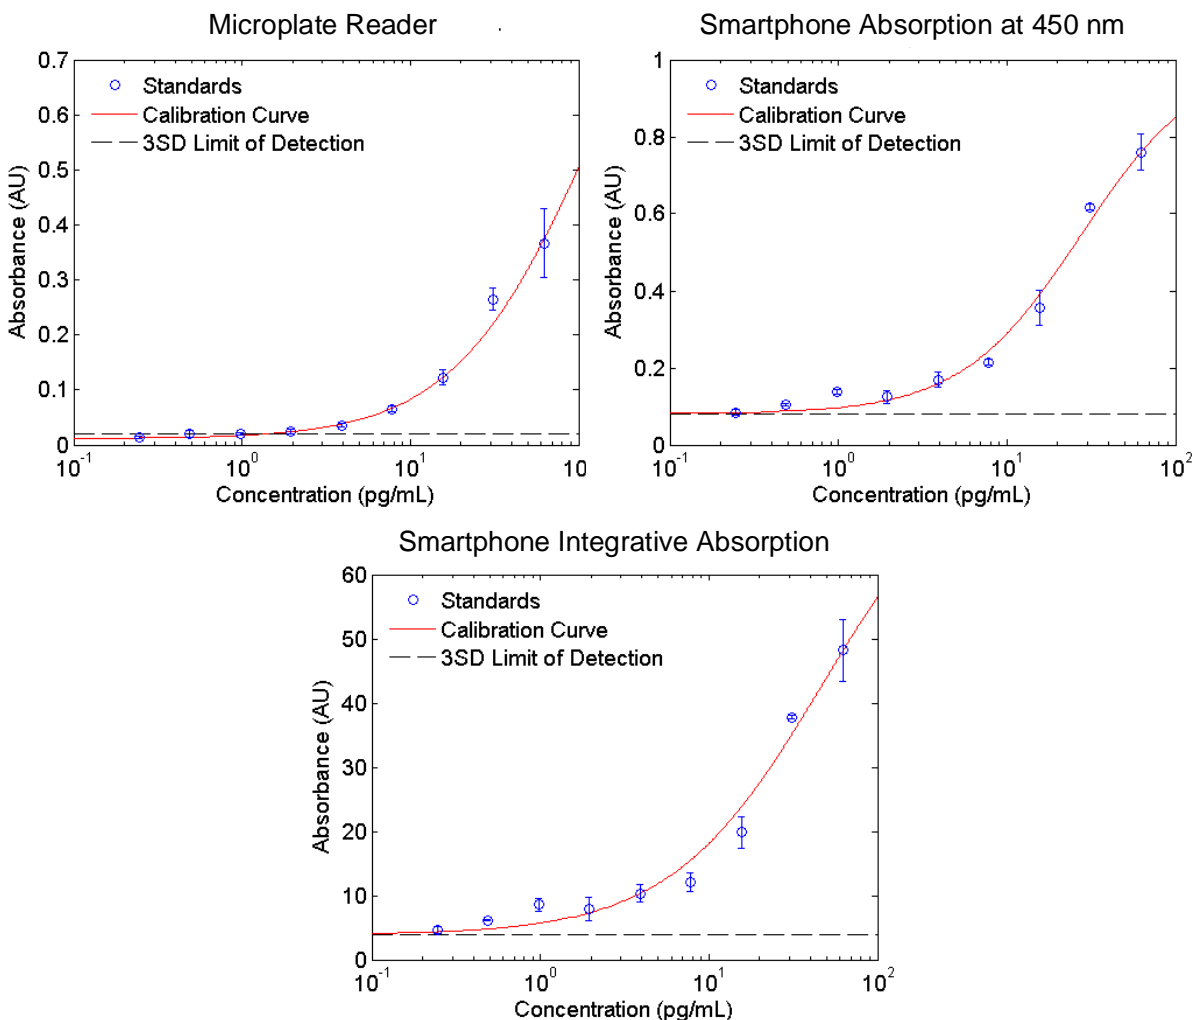 Microplate Reader
0.7
0.6
0.5
0.4
0.3
0.2
0.1
0
Absorbance (AU)
Standards
Calibration Curve
3SD Limit of Detection
10^-1
10^0
10^1
10
Concentration (pg/mL)
Smartphone Absorption at 450 nm
1
0.8
0.6
0.4
0.2
0
Absorbance (AU)
Standards
Calibration Curve
3SD Limit of Detection
10^-1
10^0
10^1
10^2
Concentration (pg/mL)
Smartphone Integrative Absorption
60
50
40
30
20
10
0
Absorbance (AU)
Standards
Calibration Curve
3SD Limit of Detection
10^-1
10^0
10^1
10^2
Concentration (pg/mL)